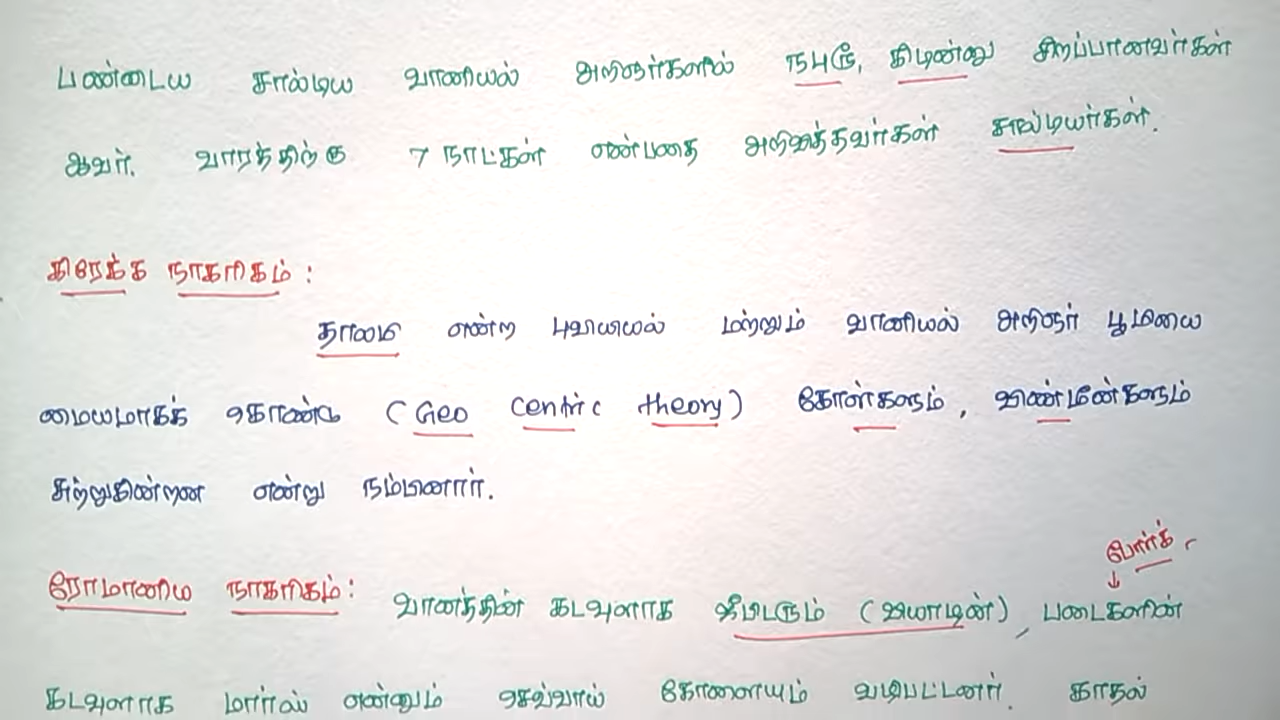 பண்டைய சால்டிய வானியல் அறிஞர்களில் நபுரு, கிடின்னு சிறப்பானவர்கள்
ஆவர். வாரத்திற்கு 7 நாட்கள் என்பதை அறிவித்தவர்கள் சால்டியர்கள்.
கிரேக்க நாகரிகம் :
தாலமி என்ற புவியியல் மற்றும் வானியல் அறிஞர் பூமியை
மையமாகக் கொண்டு ( Geo centric theory ) கோள்களும் , விண்மீண்களும்
சுற்றுகின்றன என்று நம்பினார்.
போர்க்
ரோமானிய நாகரிகம் : வானத்தின் கடவுளாக ஜீபிடரும் ( வியாழன் ) , படைகளின்
கடவுளாக மார்ஸ் என்னும் செவ்வாய் கோளையும் வழிபட்டனர் . காதல்